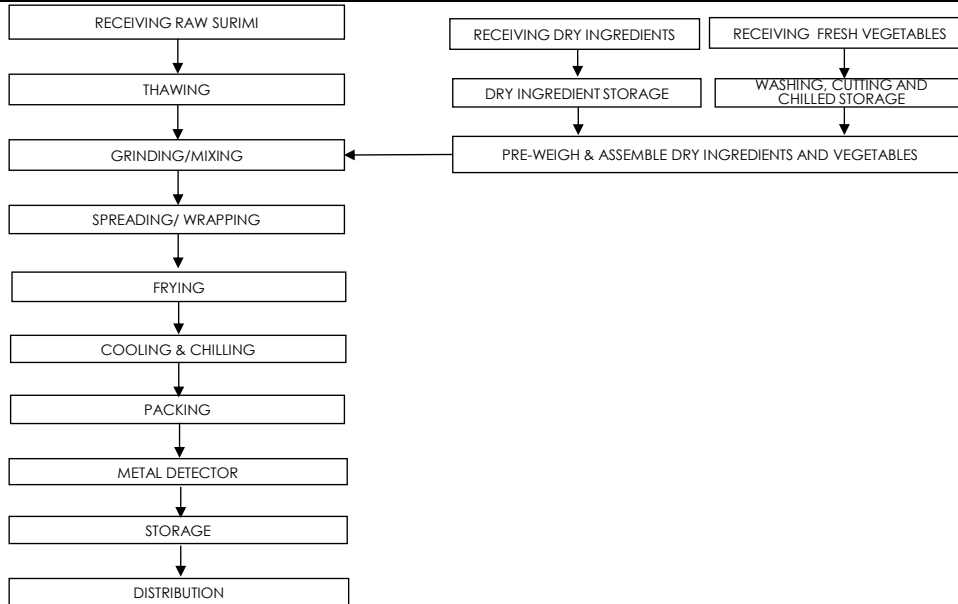 RECEIVING RAW SURIMI
THAWING
GRINDING/MIXING
SPREADING/ WRAPPING
FRYING
COOLING & CHILLING
PACKING
METAL DETECTOR
STORAGE
DISTRIBUTION
RECEIVING DRY INGREDIENTS
DRY INGREDIENT STORAGE
RECEIVING FRESH VEGETABLES
WASHING, CUTTING AND
CHILLED STORAGE
PRE-WEIGH & ASSEMBLE DRY INGREDIENTS AND VEGETABLES